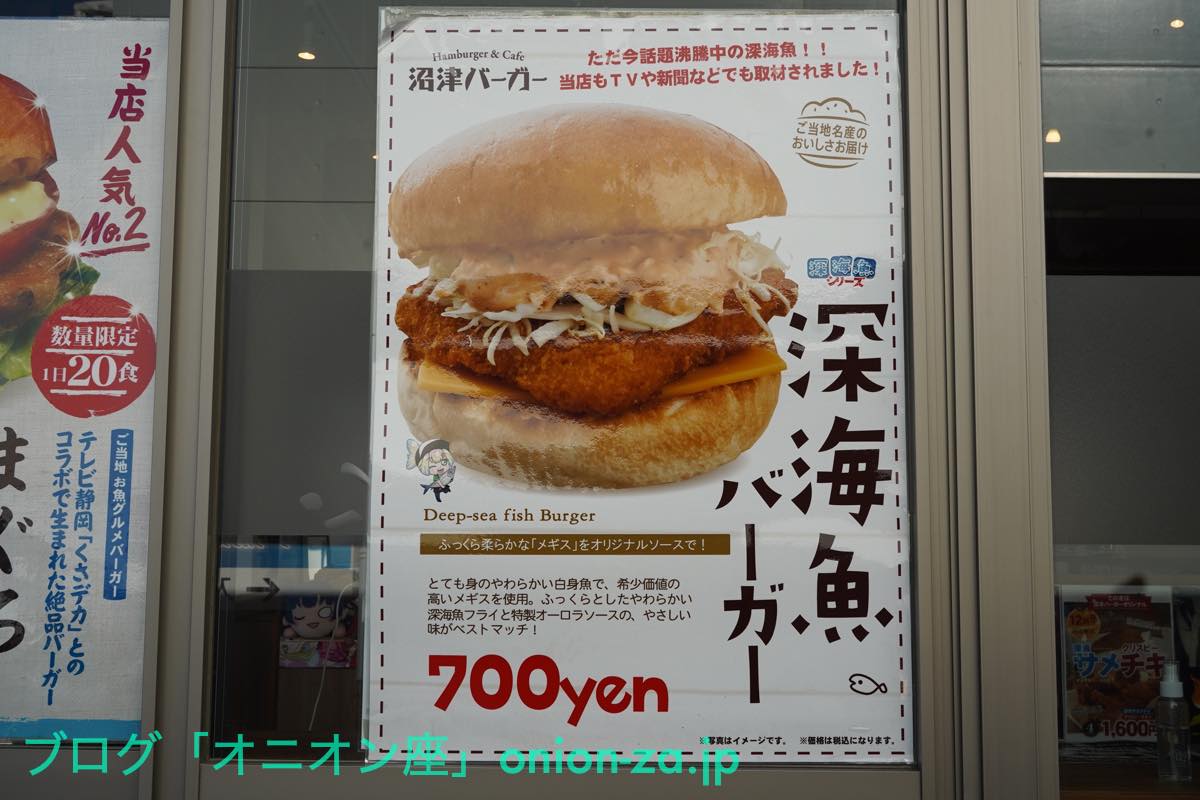 当店人気
No.2
数量限定
1日20食
ご当地 お魚グルメバーガー
テレビ静岡「くさデカ」との
コラボで生まれた絶品バーガー
まぐろ
Hamburger & Cafe
沼津バーガー
ただ今話題沸騰中の深海魚！！
当店もTVや新聞などでも取材されました！
ご当地名産の
おいしさお届け
深海魚
シリーズ
深海魚
バーガー
Deep-sea fish Burger
ふっくら柔らかな「メギス」をオリジナルソースで！
とても身のやわらかい白身魚で、希少価値の
高いメギスを使用。ふっくらとしたやわらかい
深海魚フライと特製オーロラソースの、やさしい
味がベストマッチ！
700yen
※写真はイメージです。 ※価格は税込になります。
クリスピー
サメチキ
1,600円
ブログ「オニオン座」onion-za.jp